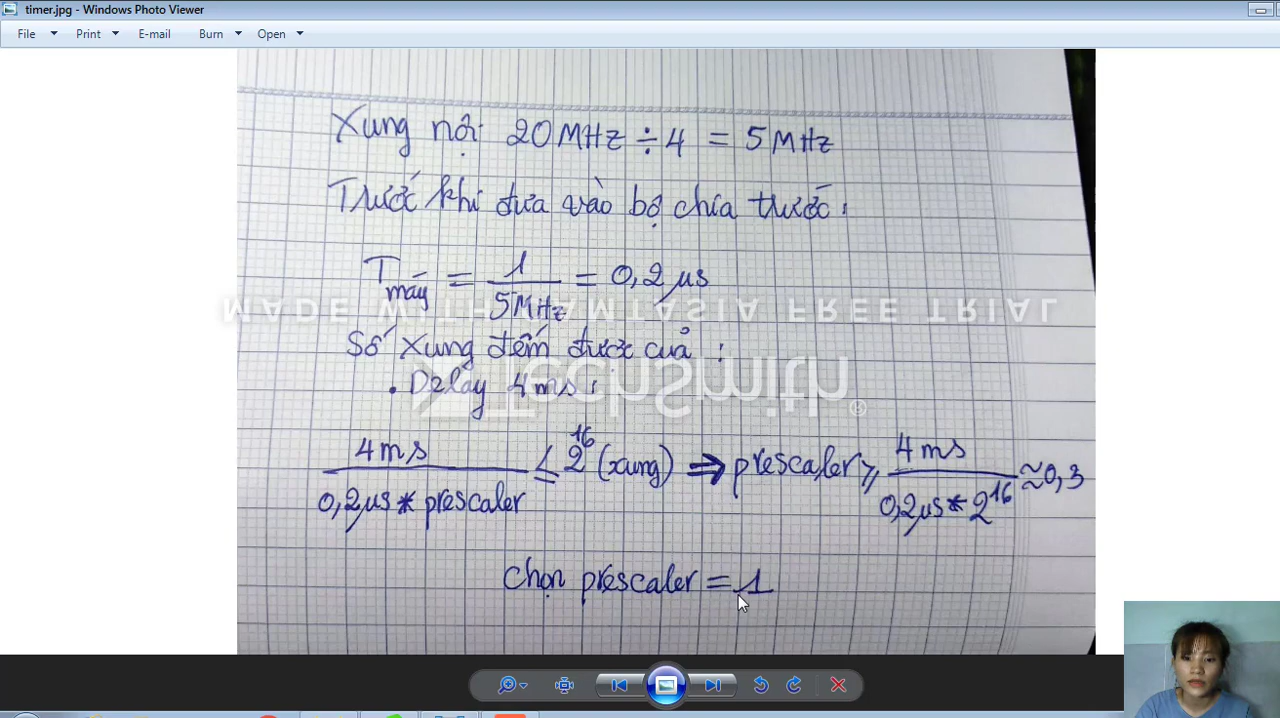 timer.jpg - Windows Photo Viewer
File Print E-mail Burn Open
Xung nội 20MHz ÷ 4 = 5MHz
Trước khi đưa vào bộ chia trước:
T máy = 1 / 5MHz = 0,2 µs
MADE WITH CAMTASIA FREE TRIAL
Số xung đếm được của :
TechSmith®
. Delay 4ms :
4ms / 0,2µs * prescaler ≤ 2^16 (xung) ⇒ prescaler ≥ 4ms / 0,2µs * 2^16 ≈ 0,3
chọn prescaler = 1